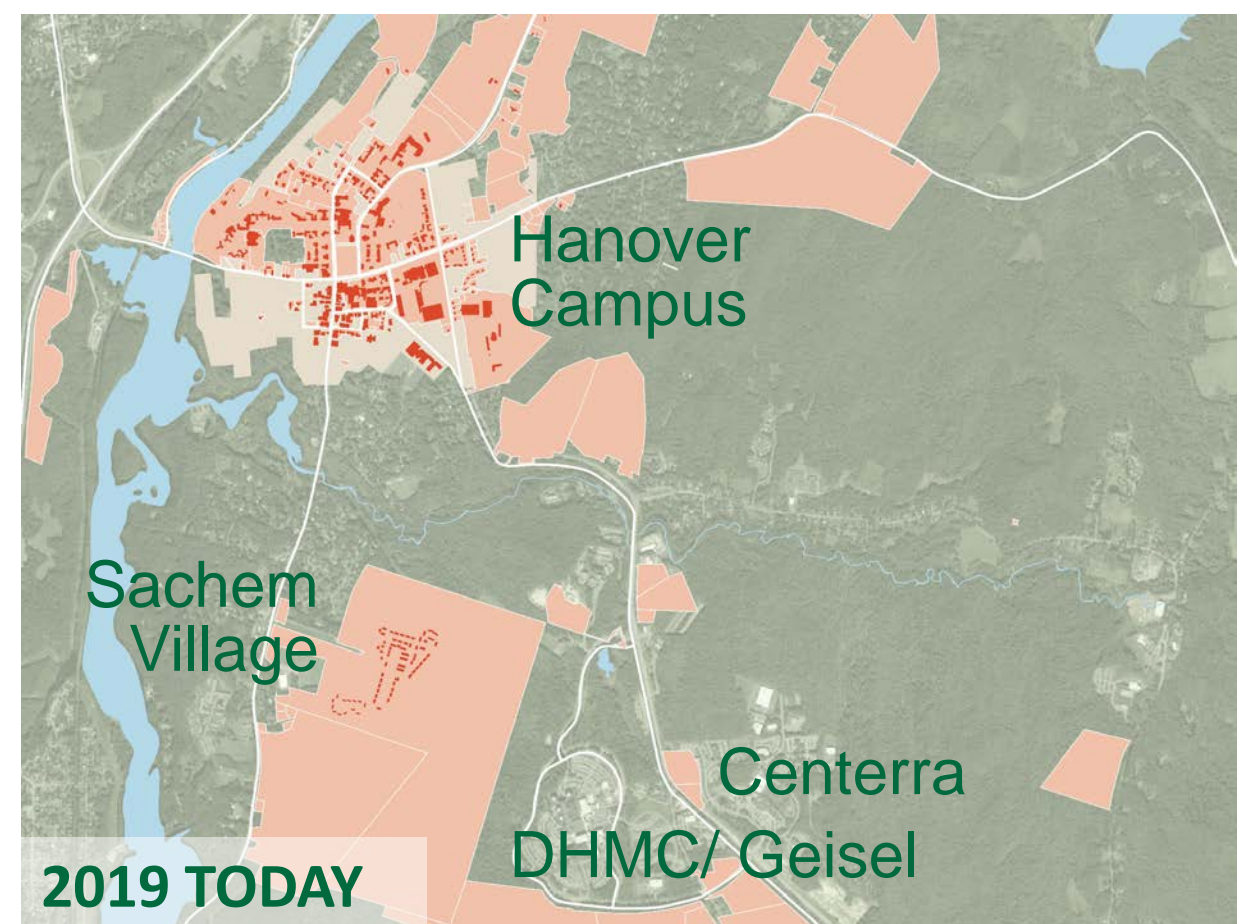 Hanover
Campus
Sachem
Village
Centerra
DHMC/ Geisel
2019 TODAY